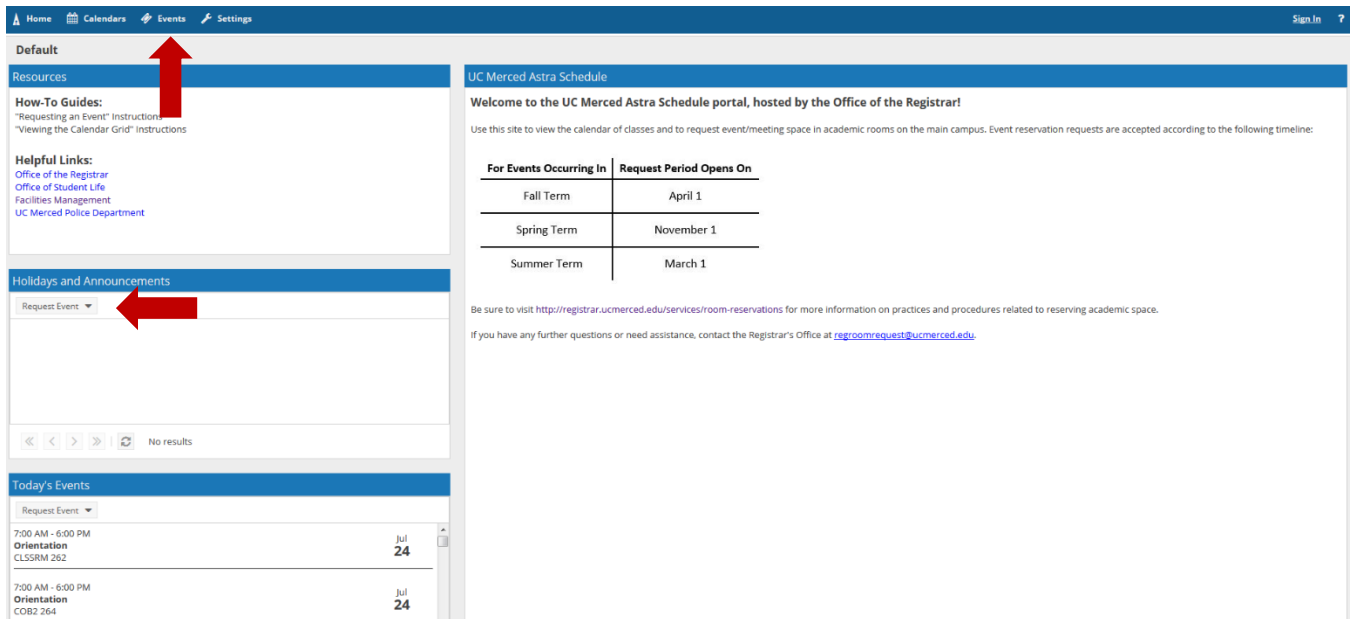 Home Calendars Events Settings Sign In ?
Default
Resources
How-To Guides:
"Requesting an Event" Instructions
"Viewing the Calendar Grid" Instructions
Helpful Links:
Office of the Registrar
Office of Student Life
Facilities Management
UC Merced Police Department
Holidays and Announcements
Request Event
No results
Today's Events
Request Event
7:00 AM - 6:00 PM
Orientation
CLSSRM 262
Jul
24
7:00 AM - 6:00 PM
Orientation
COB2 264
Jul
24
UC Merced Astra Schedule
Welcome to the UC Merced Astra Schedule portal, hosted by the Office of the Registrar!
Use this site to view the calendar of classes and to request event/meeting space in academic rooms on the main campus. Event reservation requests are accepted according to the following timeline:
For Events Occurring In Request Period Opens On
Fall Term April 1
Spring Term November 1
Summer Term March 1
Be sure to visit http://registrar.ucmerced.edu/services/room-reservations for more information on practices and procedures related to reserving academic space.
If you have any further questions or need assistance, contact the Registrar's Office at regroomrequest@ucmerced.edu.